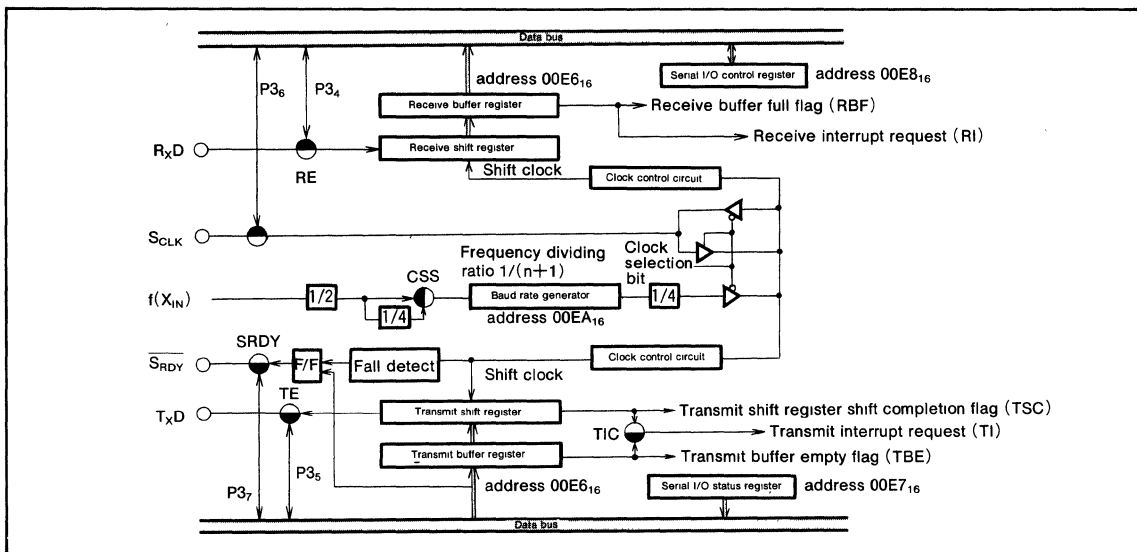 Data bus
address 00E6₁₆
Serial I/O control register
address 00E8₁₆
P3₆
P3₄
Receive buffer register
Receive buffer full flag (RBF)
Receive interrupt request (RI)
RₓD
Receive shift register
RE
Shift clock
Clock control circuit
S_CLK
Frequency dividing
ratio 1/(n+1)
Clock
selection
bit
CSS
f(X_IN)
1/2
1/4
Baud rate generator
1/4
address 00EA₁₆
SRDY
S̅_R̅D̅Y̅
F/F
Fall detect
Clock control circuit
Shift clock
TE
TₓD
Transmit shift register
Transmit shift register shift completion flag (TSC)
TIC
Transmit interrupt request (TI)
Transmit buffer register
Transmit buffer empty flag (TBE)
P3₇
P3₅
address 00E6₁₆
Serial I/O status register
address 00E7₁₆
Data bus